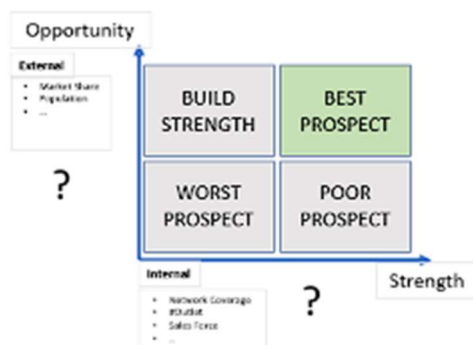 Opportunity
External
• Market Share
• Population
• ...
?
BUILD
STRENGTH
BEST
PROSPECT
WORST
PROSPECT
POOR
PROSPECT
Internal
• Network Coverage
• #Outlet
• Sales Force
• ...
?
Strength